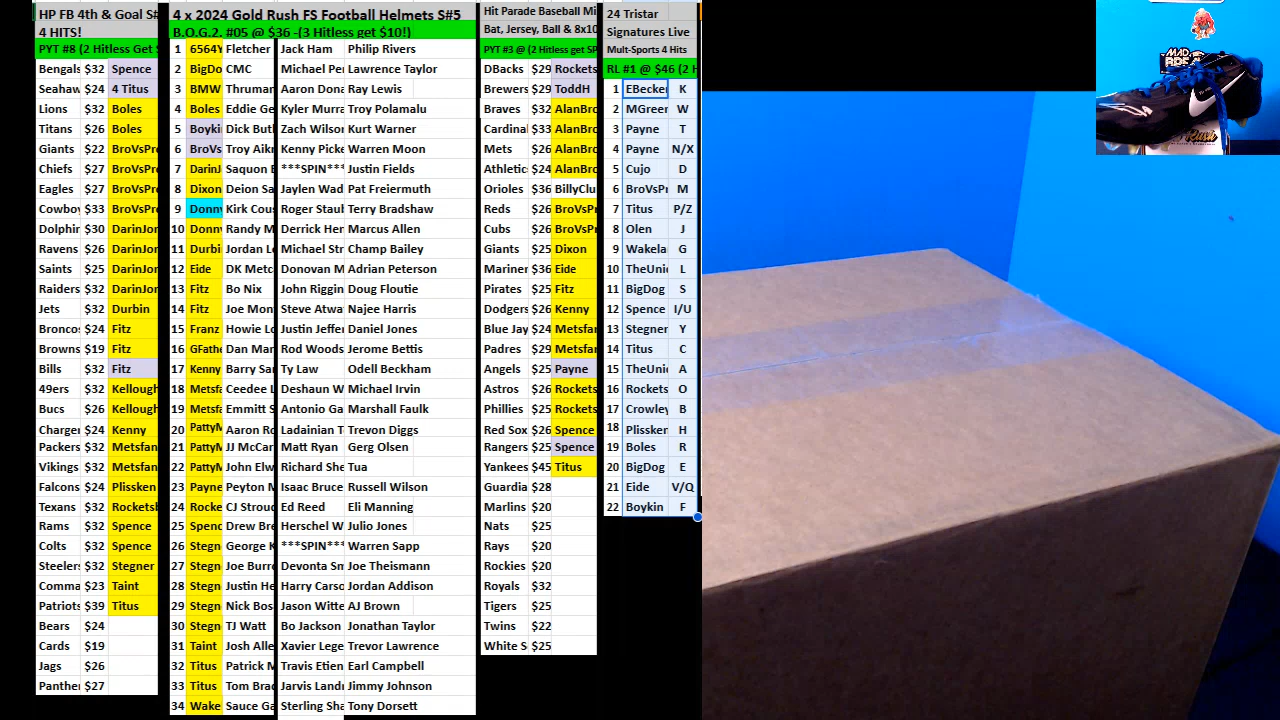 HP FB 4th & Goal S#
4 HITS!
PYT #8 (2 Hitless Get $
Bengals $32 Spence
Seahaw $24 4 Titus
Lions $32 Boles
Titans $26 Boles
Giants $22 BroVsPr
Chiefs $27 BroVsPr
Eagles $27 BroVsPr
Cowboy $33 BroVsPr
Dolphin $30 DarinJor
Ravens $26 DarinJor
Saints $25 DarinJor
Raiders $32 DarinJor
Jets $32 Durbin
Bronco $24 Fitz
Browns $19 Fitz
Bills $32 Fitz
49ers $32 Kellough
Bucs $26 Kellough
Charger $24 Kenny
Packers $32 Metsfan
Vikings $32 Metsfan
Falcons $24 Plissken
Texans $32 Rockets
Rams $32 Spence
Colts $32 Spence
Steelers $32 Stegner
Comma $23 Taint
Patriots $39 Titus
Bears $24
Cards $19
Jags $26
Panthe $27
4 x 2024 Gold Rush FS Football Helmets S#5
B.O.G.2. #05 @ $36 -(3 Hitless get $10!)
1 6564Y Fletcher Jack Ham Philip Rivers
2 BigDo CMC Michael Pe Lawrence Taylor
3 BMW Thruman Aaron Dona Ray Lewis
4 Boles Eddie Ge Kyler Murra Troy Polamalu
5 Boyki Dick But Zach Wilson Kurt Warner
6 BroVs Troy Aikr Kenny Picke Warren Moon
7 DarinJ Saquon B ***SPIN*** Justin Fields
8 Dixon Deion Sa Jaylen Wad Pat Freiermuth
9 Donn Kirk Cous Roger Staul Terry Bradshaw
10 Donn Randy M Derrick Hen Marcus Allen
11 Durbi Jordan Lo Michael Str Champ Bailey
12 Eide DK Metc Donovan M Adrian Peterson
13 Fitz Bo Nix John Riggin Doug Floutie
14 Fitz Joe Mon Steve Atwa Najee Harris
15 Franz Howie Lo Justin Jeffer Daniel Jones
16 GFath Dan Mar Rod Woods Jerome Bettis
17 Kenny Barry Sa Ty Law Odell Beckham
18 Metsfa Ceedee L Deshaun W Michael Irvin
19 Metsfa Emmitt S Antonio Ga Marshall Faulk
20 PattyM Aaron Ro Ladainian T Trevon Diggs
21 PattyM JJ McCar Matt Ryan Gerg Olsen
22 PattyM John Elw Richard She Tua
23 Payne Peyton M Isaac Bruce Russell Wilson
24 Rocke CJ Strouc Ed Reed Eli Manning
25 Spenc Drew Bre Herschel W Julio Jones
26 Stegn George K ***SPIN*** Warren Sapp
27 Stegn Joe Burr Devonta Sm Joe Theismann
28 Stegn Justin He Harry Carso Jordan Addison
29 Stegn Nick Bos Jason Witte AJ Brown
30 Stegn TJ Watt Bo Jackson Jonathan Taylor
31 Taint Josh Alle Xavier Lege Trevor Lawrence
32 Titus Patrick M Travis Etien Earl Campbell
33 Titus Tom Brac Jarvis Landr Jimmy Johnson
34 Wake Sauce Ga Sterling Sha Tony Dorsett
Hit Parade Baseball Mi
Bat, Jersey, Ball & 8x10
PYT #3 @ (2 Hitless get $P
DBacks $29 Rockets
Brewers $29 ToddH
Braves $32 AlanBro
Cardinal $33 AlanBro
Mets $26 AlanBro
Athletic $24 AlanBro
Orioles $36 BillyClu
Reds $26 BroVsPr
Cubs $26 BroVsPr
Giants $25 Dixon
Mariner $36 Eide
Pirates $25 Fitz
Dodgers $26 Kenny
Blue Jay $24 Metsfar
Padres $29 Metsfar
Angels $25 Payne
Astros $26 Rockets
Phillies $25 Rockets
Red Sox $26 Spence
Rangers $25 Spence
Yankees $45 Titus
Guardia $28
Marlins $20
Nats $25
Rays $20
Rockies $20
Royals $32
Tigers $25
Twins $22
White S $25
24 Tristar
Signatures Live
Mult-Sports 4 Hits
RL #1 @ $46 (2 H
1 EBecker K
2 MGreer W
3 Payne T
4 Payne N/X
5 Cujo D
6 BroVsPr M
7 Titus P/Z
8 Olen J
9 Wakela G
10 TheUnic L
11 BigDog S
12 Spence I/U
13 Stegner Y
14 Titus C
15 TheUnic A
16 Rockets O
17 Crowley B
18 Plissken H
19 Boles R
20 BigDog E
21 Eide V/Q
22 Boykin F